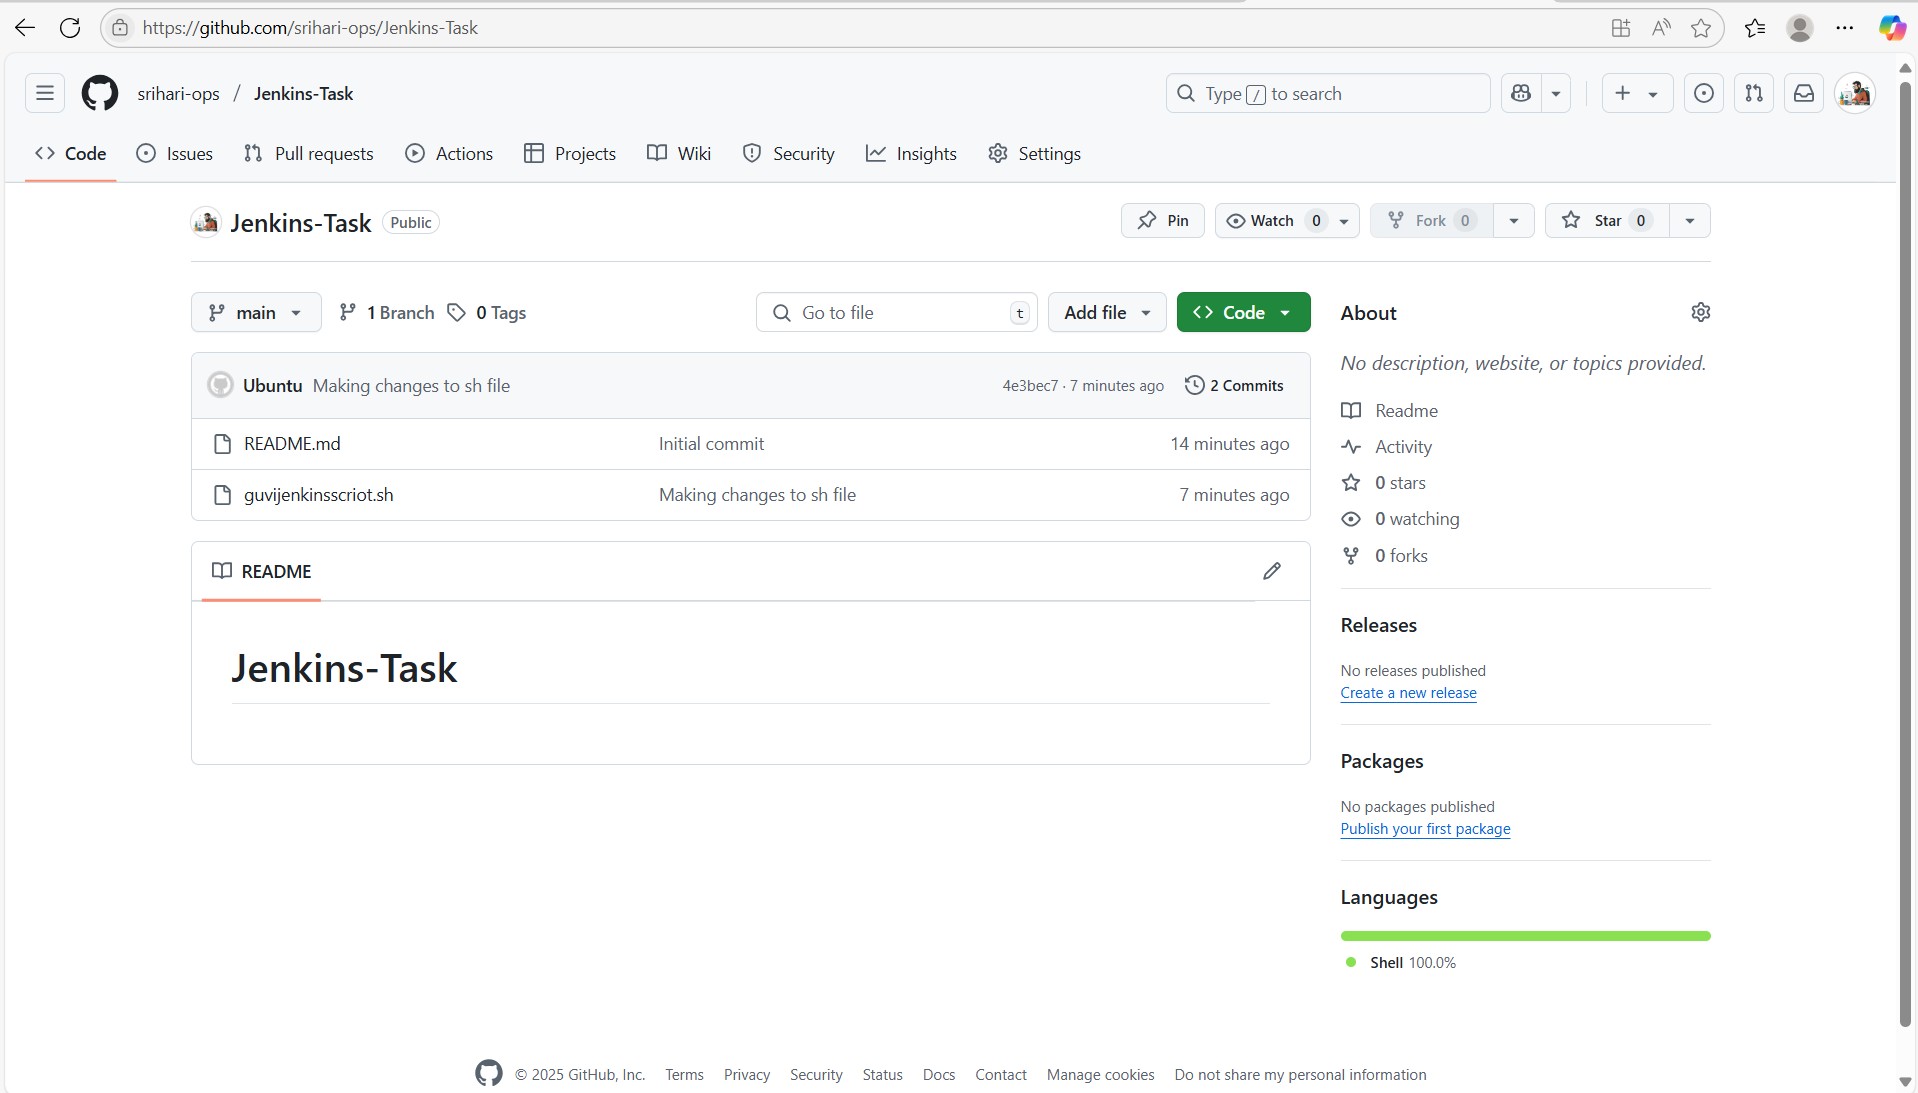 https://github.com/srihari-ops/Jenkins-Task
srihari-ops / Jenkins-Task
Type / to search
Code Issues Pull requests Actions Projects Wiki Security Insights Settings
Jenkins-Task Public
Pin Watch 0 Fork 0 Star 0
main 1 Branch 0 Tags Go to file t Add file Code
Ubuntu Making changes to sh file 4e3bec7 · 7 minutes ago 2 Commits
README.md Initial commit 14 minutes ago
guvijenkinsscriot.sh Making changes to sh file 7 minutes ago
README
Jenkins-Task
About
No description, website, or topics provided.
Readme
Activity
0 stars
0 watching
0 forks
Releases
No releases published
Create a new release
Packages
No packages published
Publish your first package
Languages
Shell 100.0%
© 2025 GitHub, Inc. Terms Privacy Security Status Docs Contact Manage cookies Do not share my personal information